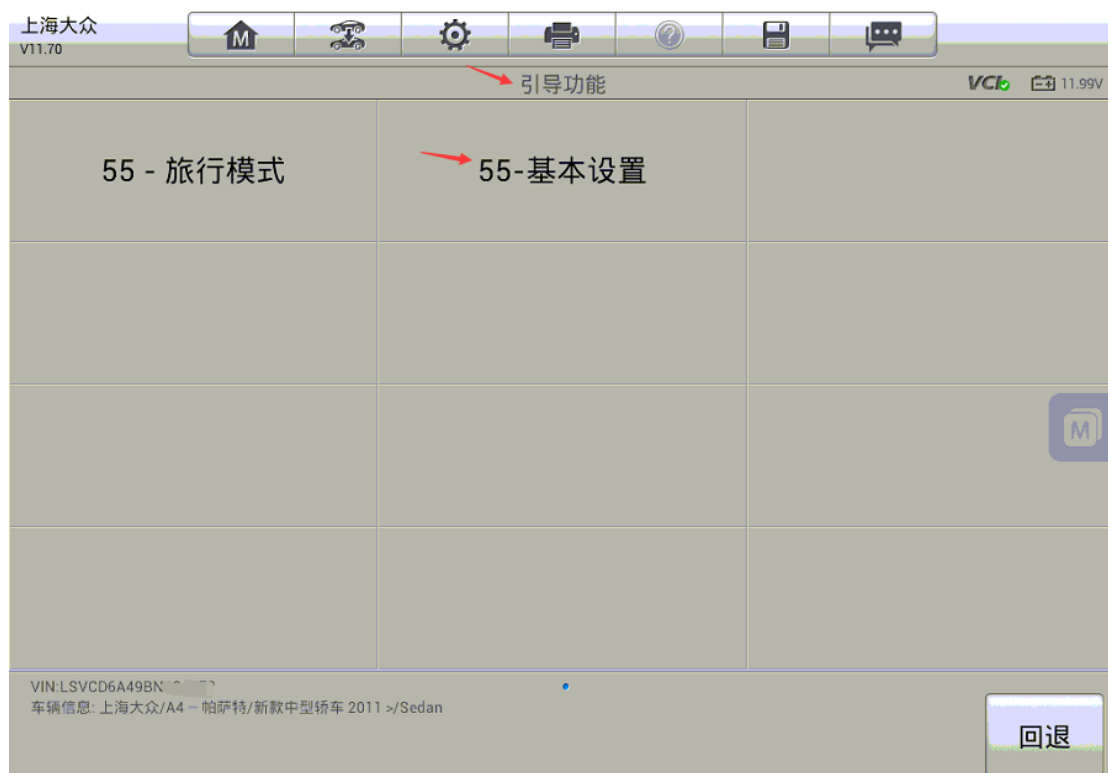 上海大众
V11.70
M
引导功能
VCI
11.99V
55 - 旅行模式
55-基本设置
M
VIN:LSVCD6A49BN
车辆信息: 上海大众/A4 - 帕萨特/新款中型轿车 2011 >/Sedan
回退